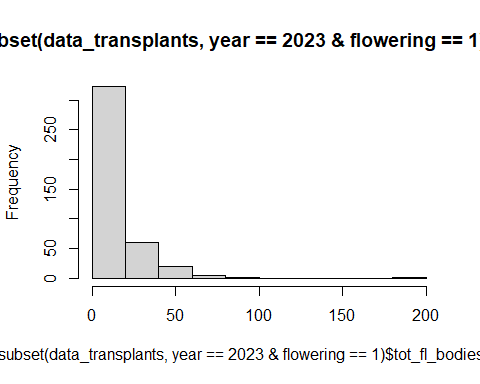 bset(data_transplants, year == 2023 & flowering == 1
Frequency
250
150
50
0
0 50 100 150 200
subset(data_transplants, year == 2023 & flowering == 1)$tot_fl_bodies